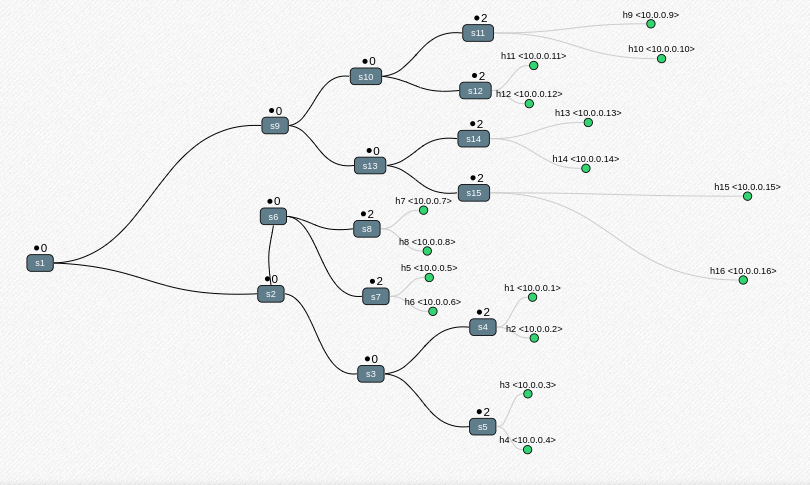 ●2
s11
h9 <10.0.0.9>
h10 <10.0.0.10>
●0
s10
h11 <10.0.0.11>
●2
s12
h12 <10.0.0.12>
●0
s9
h13 <10.0.0.13>
●2
s14
●0
s13
h14 <10.0.0.14>
●2
s15
h15 <10.0.0.15>
●0
s6
●2
s8
h7 <10.0.0.7>
h8 <10.0.0.8>
●0
s1
h16 <10.0.0.16>
●0
s2
●2
s7
h5 <10.0.0.5>
h6 <10.0.0.6>
h1 <10.0.0.1>
●2
s4
h2 <10.0.0.2>
●0
s3
h3 <10.0.0.3>
●2
s5
h4 <10.0.0.4>